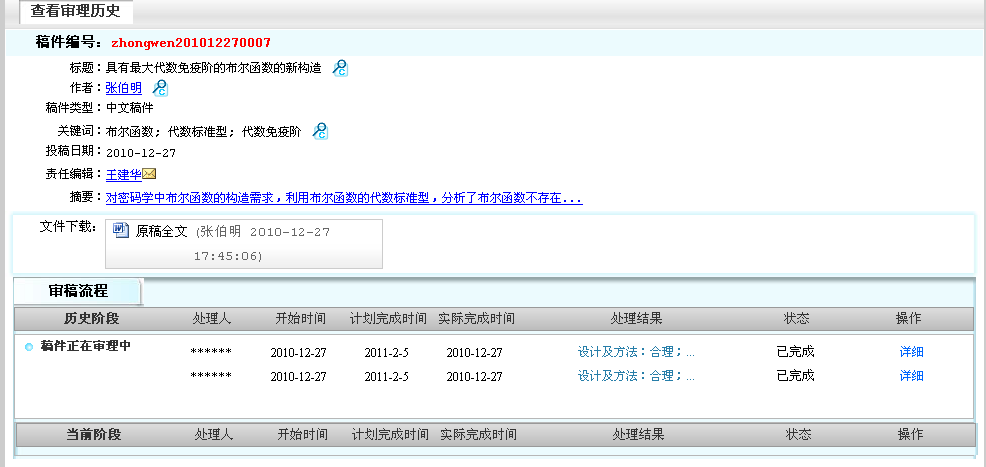 查看审理历史
稿件编号：zhongwen201012270007
标题：具有最大代数免疫阶的布尔函数的新构造
作者：张伯明
稿件类型：中文稿件
关键词：布尔函数；代数标准型；代数免疫阶
投稿日期：2010-12-27
责任编辑：王建华
摘要：对密码学中布尔函数的构造需求，利用布尔函数的代数标准型，分析了布尔函数不存在...
文件下载： 原稿全文 (张伯明 2010-12-27
17:45:06)
审稿流程
历史阶段 处理人 开始时间 计划完成时间 实际完成时间 处理结果 状态 操作
稿件正在审理中 ****** 2010-12-27 2011-2-5 2010-12-27 设计及方法：合理；... 已完成 详细
****** 2010-12-27 2011-2-5 2010-12-27 设计及方法：合理；... 已完成 详细
当前阶段 处理人 开始时间 计划完成时间 实际完成时间 处理结果 状态 操作